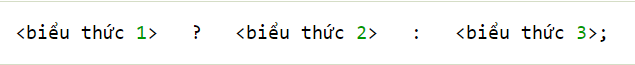 <biểu thức 1> ? <biểu thức 2> : <biểu thức 3>;